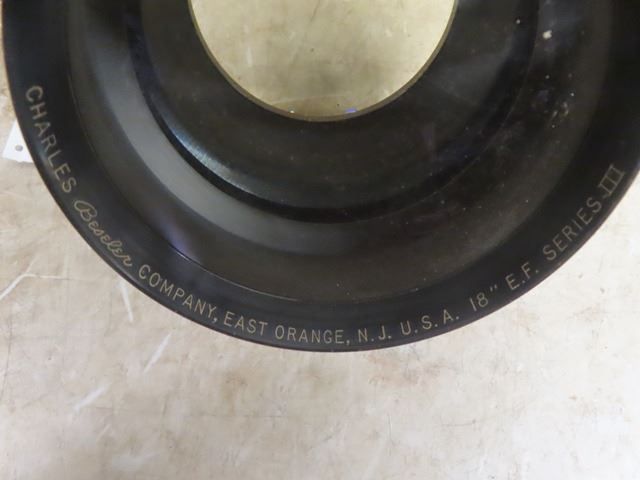 CHARLES Beseler COMPANY, EAST ORANGE, N.J. U.S.A. 18" E.F. SERIES III